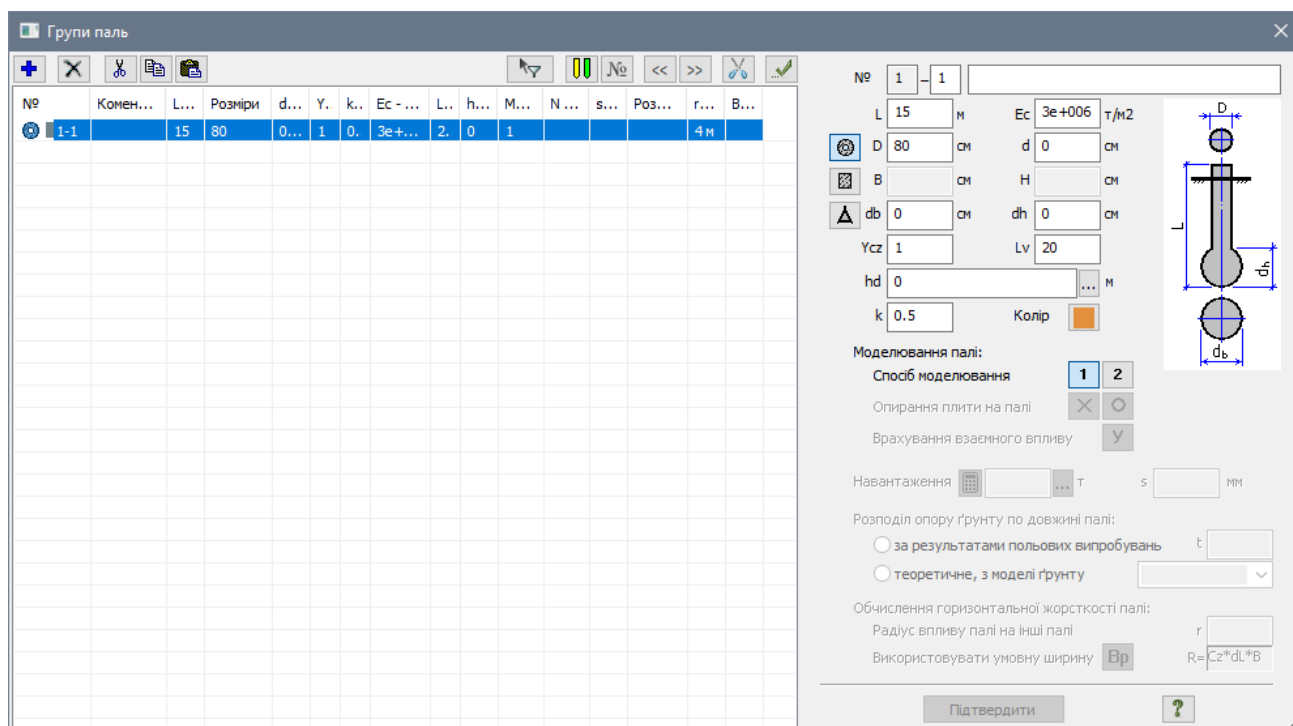 Групи паль
№ << >>
№ Комен... L... Розміри d... Y. k.. Ec - ... L.. h... M... N ... s... Роз... r... B...
1-1 15 80 0... 1 0. 3e+... 2. 0 1 4 м
№ 1 – 1
L 15 м Ec 3e+006 т/м2
D 80 см d 0 см
B см H см
db 0 см dh 0 см
Ycz 1 Lv 20
hd 0 ... м
k 0.5 Колір
D
L
dh
db
Моделювання палі:
Спосіб моделювання 1 2
Опирання плити на палі
Врахування взаємного впливу У
Навантаження ... т s мм
Розподіл опору ґрунту по довжині палі:
за результатами польових випробувань t
теоретичне, з моделі ґрунту
Обчислення горизонтальної жорсткості палі:
Радіус впливу палі на інші палі r
Використовувати умовну ширину Bp R= Cz*dL*B
Підтвердити ?